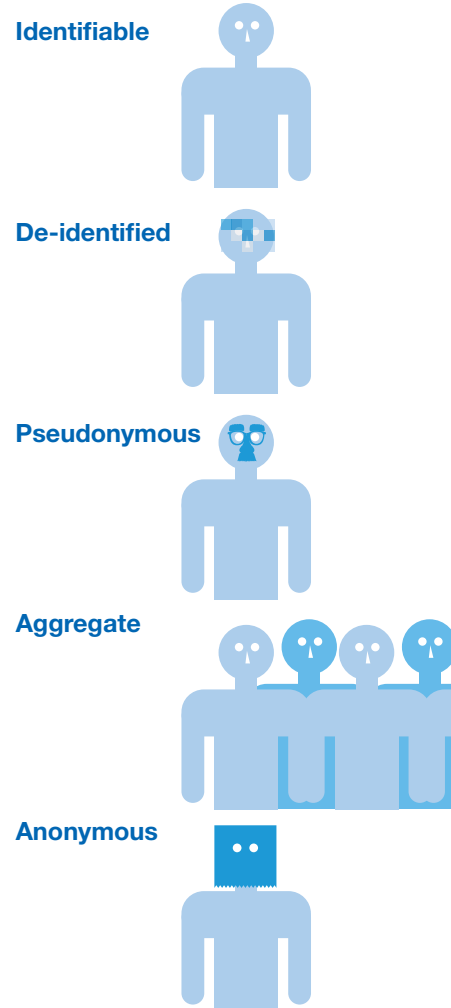 Identifiable
De-identified
Pseudonymous
Aggregate
Anonymous